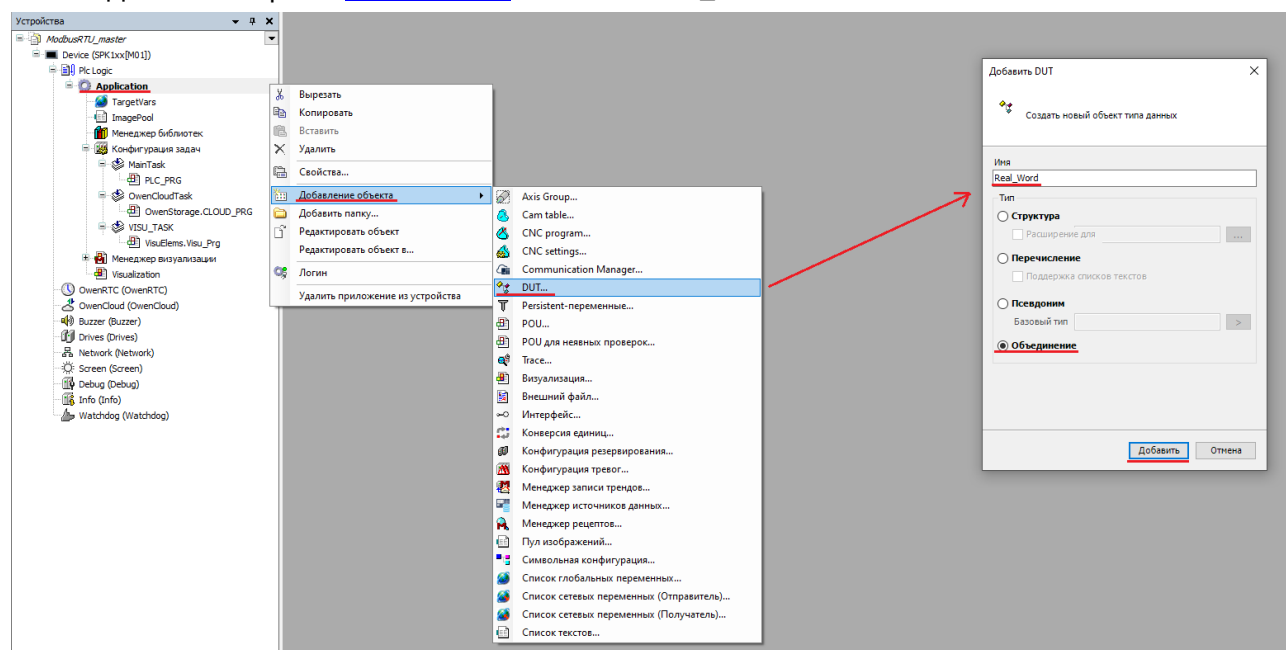 Устройства
ModbusRTU_master
Device (SPK1xx[M01])
Plc Logic
Application
TargetVars
ImagePool
Менеджер библиотек
Конфигурация задач
MainTask
PLC_PRG
OwenCloudTask
OwenStorage.CLOUD_PRG
VISU_TASK
VisuElems.Visu_Prg
Менеджер визуализации
Visualization
OwenRTC (OwenRTC)
OwenCloud (OwenCloud)
Buzzer (Buzzer)
Drives (Drives)
Network (Network)
Screen (Screen)
Debug (Debug)
Info (Info)
Watchdog (Watchdog)
Вырезать
Копировать
Вставить
Удалить
Свойства...
Добавление объекта
Добавить папку...
Редактировать объект
Редактировать объект в...
Логин
Удалить приложение из устройства
Axis Group...
Cam table...
CNC program...
CNC settings...
Communication Manager...
DUT...
Persistent-переменные...
POU...
POU для неявных проверок...
Trace...
Визуализация...
Внешний файл...
Интерфейс...
Конверсия единиц...
Конфигурация резервирования...
Конфигурация тревог...
Менеджер записи трендов...
Менеджер источников данных...
Менеджер рецептов...
Пул изображений...
Символьная конфигурация...
Список глобальных переменных...
Список сетевых переменных (Отправитель)...
Список сетевых переменных (Получатель)...
Список текстов...
Добавить DUT
Создать новый объект типа данных
Имя
Real_Word
Тип
Структура
Расширение для
...
Перечисление
Поддержка списков текстов
Псевдоним
Базовый тип
>
Объединение
Добавить
Отмена